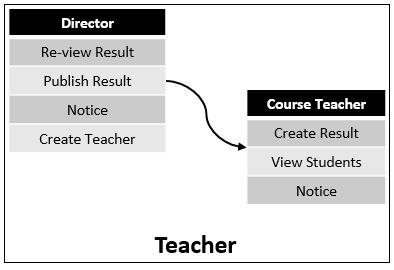 Director
Re-view Result
Publish Result
Notice
Create Teacher
Course Teacher
Create Result
View Students
Notice
Teacher